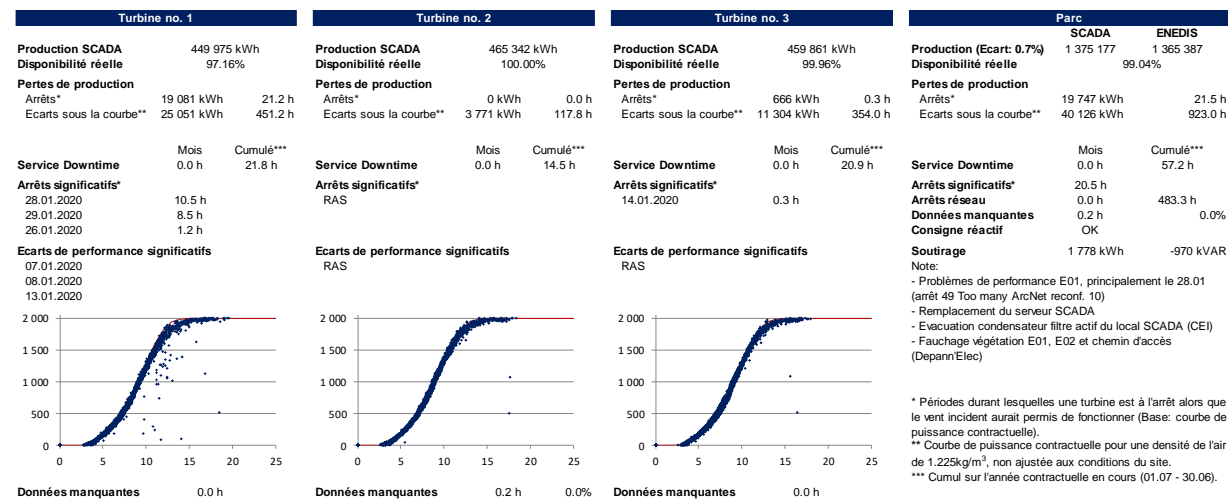 Turbine no. 1
Production SCADA 449 975 kWh
Disponibilité réelle 97.16%
Pertes de production
Arrêts* 19 081 kWh 21.2 h
Ecarts sous la courbe** 25 051 kWh 451.2 h
Mois Cumulé***
Service Downtime 0.0 h 21.8 h
Arrêts significatifs*
28.01.2020 10.5 h
29.01.2020 8.5 h
26.01.2020 1.2 h
Ecarts de performance significatifs
07.01.2020
08.01.2020
13.01.2020
2 000
1 500
1 000
500
0
0 5 10 15 20 25
Données manquantes 0.0 h
Turbine no. 2
Production SCADA 465 342 kWh
Disponibilité réelle 100.00%
Pertes de production
Arrêts* 0 kWh 0.0 h
Ecarts sous la courbe** 3 771 kWh 117.8 h
Mois Cumulé***
Service Downtime 0.0 h 14.5 h
Arrêts significatifs*
RAS
Ecarts de performance significatifs
RAS
2 000
1 500
1 000
500
0
0 5 10 15 20 25
Données manquantes 0.2 h 0.0%
Turbine no. 3
Production SCADA 459 861 kWh
Disponibilité réelle 99.96%
Pertes de production
Arrêts* 666 kWh 0.3 h
Ecarts sous la courbe** 11 304 kWh 354.0 h
Mois Cumulé***
Service Downtime 0.0 h 20.9 h
Arrêts significatifs*
14.01.2020 0.3 h
Ecarts de performance significatifs
RAS
2 000
1 500
1 000
500
0
0 5 10 15 20 25
Données manquantes 0.0 h
Parc
SCADA ENEDIS
Production (Ecart: 0.7%) 1 375 177 1 365 387
Disponibilité réelle 99.04%
Pertes de production
Arrêts* 19 747 kWh 21.5 h
Ecarts sous la courbe** 40 126 kWh 923.0 h
Mois Cumulé***
Service Downtime 0.0 h 57.2 h
Arrêts significatifs* 20.5 h
Arrêts réseau 0.0 h 483.3 h
Données manquantes 0.2 h 0.0%
Consigne réactif OK
Soutirage 1 778 kWh -970 kVAR
Note:
- Problèmes de performance E01, principalement le 28.01
(arrêt 49 Too many ArcNet reconf. 10)
- Remplacement du serveur SCADA
- Evacuation condensateur filtre actif du local SCADA (CEI)
- Fauchage végétation E01, E02 et chemin d'accès
(Depann'Elec)
* Périodes durant lesquelles une turbine est à l'arrêt alors que
le vent incident aurait permis de fonctionner (Base: courbe de
puissance contractuelle).
** Courbe de puissance contractuelle pour une densité de l'air
de 1.225kg/m³, non ajustée aux conditions du site.
*** Cumul sur l'année contractuelle en cours (01.07 - 30.06).